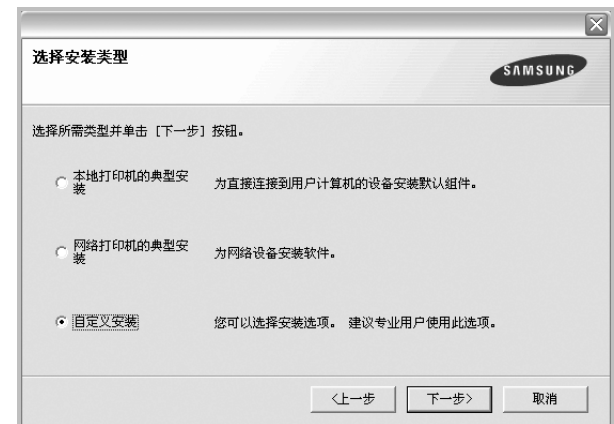 选择安装类型
SAMSUNG
选择所需类型并单击 [下一步] 按钮。
本地打印机的典型安
装
为直接连接到用户计算机的设备安装默认组件。
网络打印机的典型安
装
为网络设备安装软件。
自定义安装
您可以选择安装选项。 建议专业用户使用此选项。
<上一步
下一步>
取消